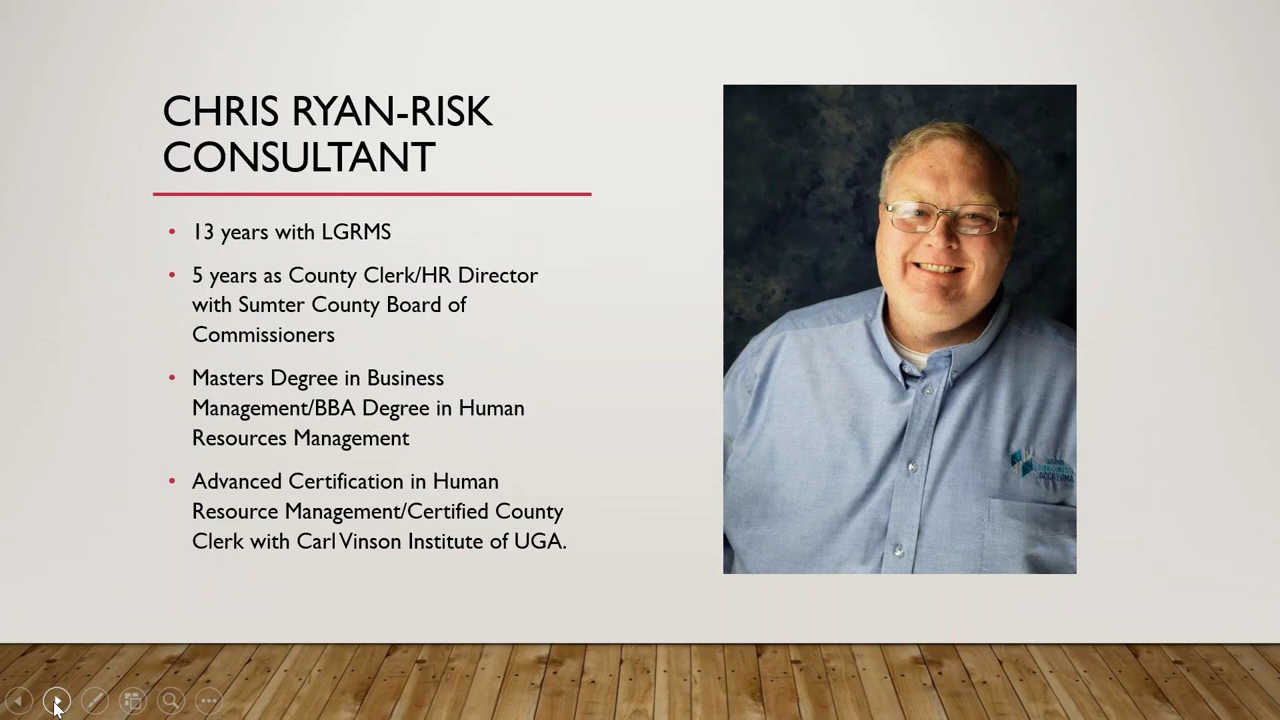 CHRIS RYAN-RISK
CONSULTANT
• 13 years with LGRMS
• 5 years as County Clerk/HR Director
with Sumter County Board of
Commissioners
• Masters Degree in Business
Management/BBA Degree in Human
Resources Management
• Advanced Certification in Human
Resource Management/Certified County
Clerk with Carl Vinson Institute of UGA.